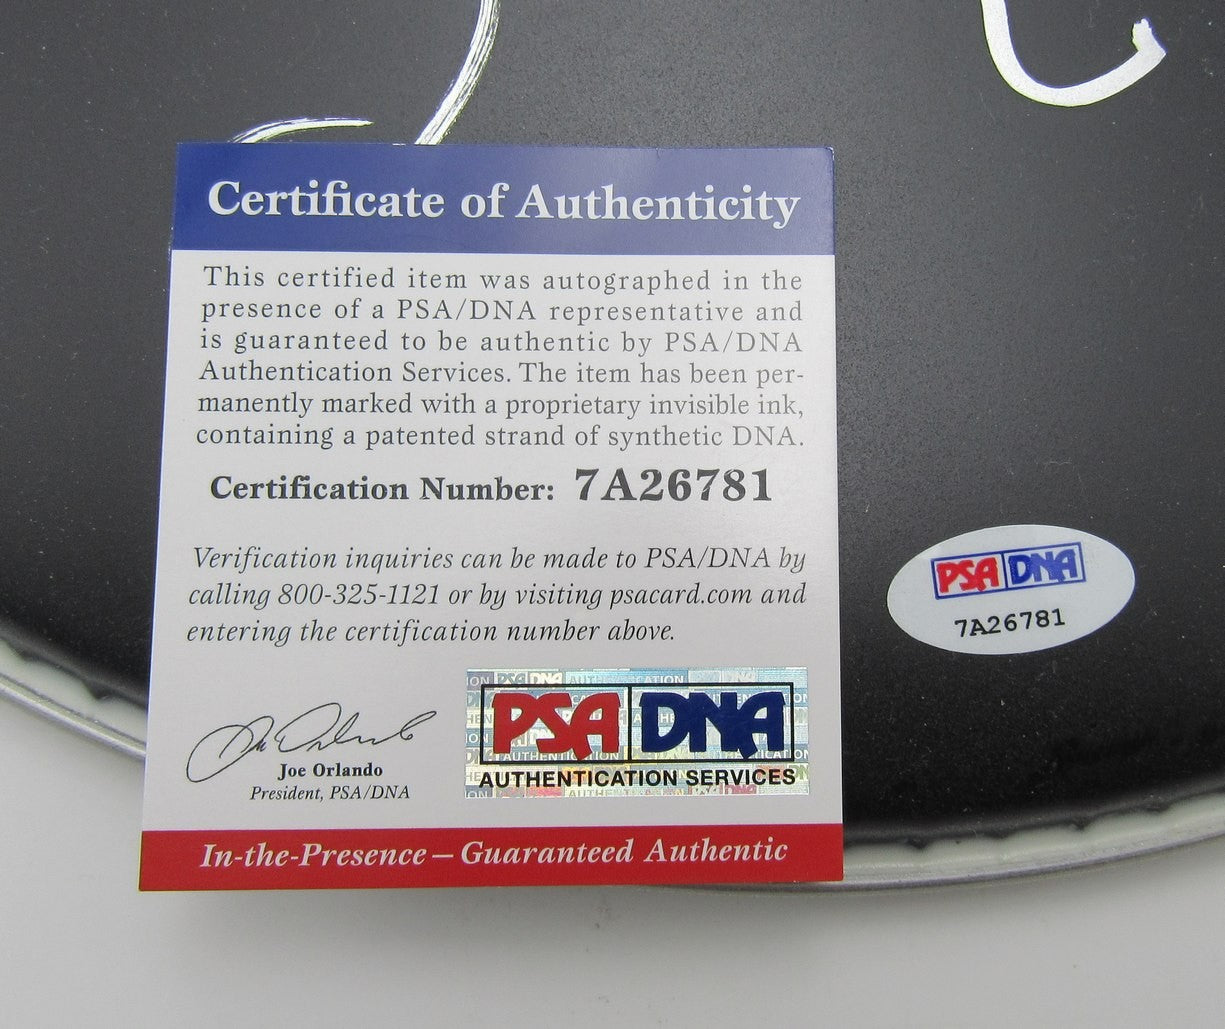 Certificate of Authenticity
This certified item was autographed in the
presence of a PSA/DNA representative and
is guaranteed to be authentic by PSA/DNA
Authentication Services. The item has been per-
manently marked with a proprietary invisible ink,
containing a patented strand of synthetic DNA.
Certification Number: 7A26781
Verification inquiries can be made to PSA/DNA by
calling 800-325-1121 or by visiting psacard.com and
entering the certification number above.
Joe Orlando
President, PSA/DNA
PSA DNA
AUTHENTICATION SERVICES
In-the-Presence – Guaranteed Authentic
PSA DNA
7A26781